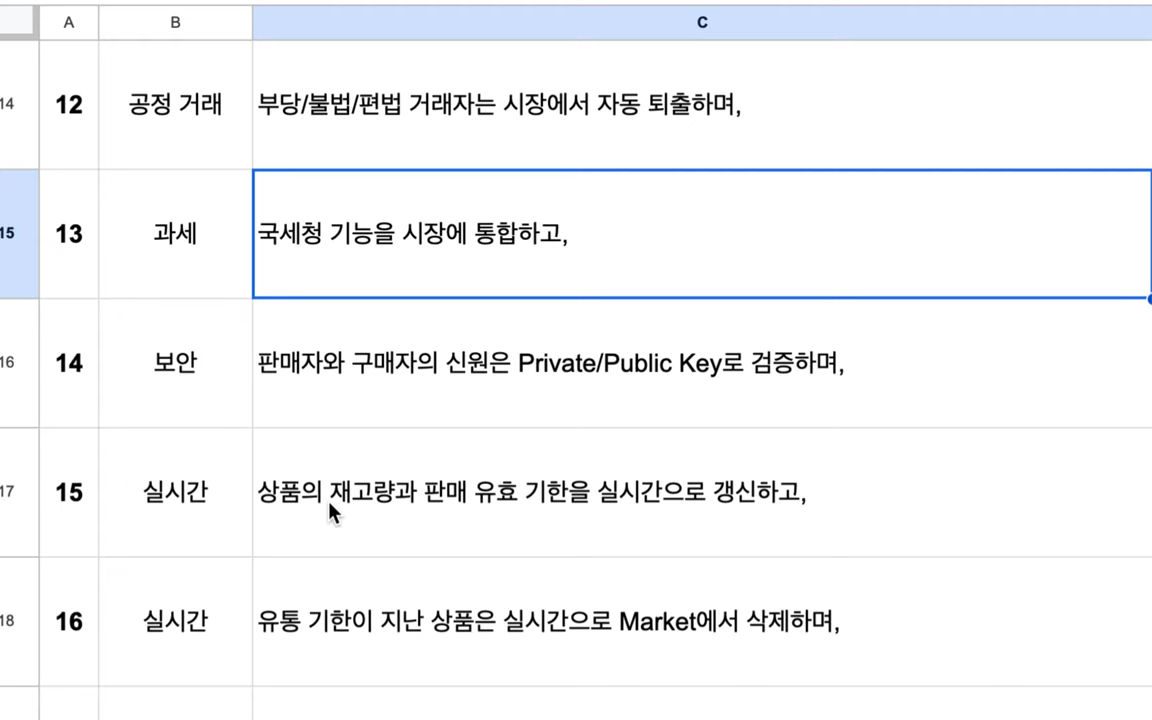 A B C
14 12 공정 거래 부당/불법/편법 거래자는 시장에서 자동 퇴출하며,
15 13 과세 국세청 기능을 시장에 통합하고,
16 14 보안 판매자와 구매자의 신원은 Private/Public Key로 검증하며,
17 15 실시간 상품의 재고량과 판매 유효 기한을 실시간으로 갱신하고,
18 16 실시간 유통 기한이 지난 상품은 실시간으로 Market에서 삭제하며,